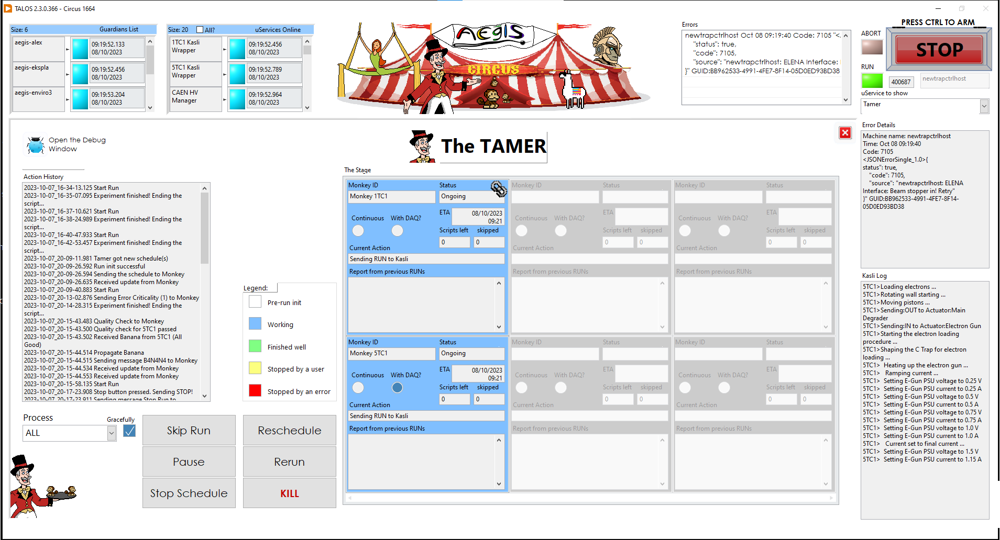 TALOS 2.3.0.366 - Circus 1664
Size: 6
Guardians List
aegis-alex
09:19:52.133
08/10/2023
aegis-ekspla
09:19:52.456
08/10/2023
aegis-enviro3
09:19:53.204
08/10/2023
Size: 20
All?
uServices Online
1TC1 Kasli
Wrapper
09:19:52.456
08/10/2023
5TC1 Kasli
Wrapper
09:19:52.789
08/10/2023
CAEN HV
Manager
09:19:52.964
08/10/2023
AEgIS
CIRCUS
Errors
newtrapctrlhost Oct 08 09:19:40 Code: 7105 "<.
"status": true,
"code": 7105,
"source": "newtrapctrlhost: ELENA Interface:
}" GUID:BB962533-4991-4FE7-8F14-05D0ED93BD38
PRESS CTRL TO ARM
ABORT
STOP
RUN
400687
newtrapctrlhost
uService to show
Tamer
Open the Debug
Window
The TAMER
Action History
2023-10-07_16-34-13.125 Start Run
2023-10-07_16-35-07.095 Experiment finished! Ending the
script...
2023-10-07_16-37-10.621 Start Run
2023-10-07_16-38-24.989 Experiment finished! Ending the
script...
2023-10-07_16-40-47.933 Start Run
2023-10-07_16-42-53.457 Experiment finished! Ending the
script...
2023-10-07_20-09-11.981 Tamer got new schedule(s)
2023-10-07_20-09-26.592 Run init successful
2023-10-07_20-09-26.594 Sending the schedule to Monkey
2023-10-07_20-09-26.635 Received update from Monkey
2023-10-07_20-09-40.883 Start Run
2023-10-07_20-13-02.876 Sending Error Criticality (1) to Monkey
2023-10-07_20-14-28.315 Experiment finished! Ending the
script...
2023-10-07_20-15-43.483 Quality Check to Monkey
2023-10-07_20-15-43.500 Quality check for 5TC1 passed
2023-10-07_20-15-43.502 Received Banana from 5TC1 (All
Good)
2023-10-07_20-15-44.514 Propagate Banana
2023-10-07_20-15-44.515 Sending message B4N4N4 to Monkey
2023-10-07_20-15-44.534 Received update from Monkey
2023-10-07_20-15-44.553 Received update from Monkey
2023-10-07_20-15-58.135 Start Run
2023-10-07_20-17-23.908 Stop button pressed. Sending STOP!
2023-10-07_20-17-23.911 Sending message Stop Run to
Legend:
Pre-run init
Working
Finished well
Stopped by a user
Stopped by an error
Process
ALL
Gracefully
Skip Run
Reschedule
Pause
Rerun
Stop Schedule
KILL
The Stage
Monkey ID
Status
Monkey 1TC1
Ongoing
Continuous
With DAQ?
ETA
08/10/2023
09:21
Scripts left
skipped
0
0
Current Action
Sending RUN to Kasli
Report from previous RUNs
Monkey ID
Status
Continuous
With DAQ?
ETA
Scripts left
skipped
0
0
Current Action
Report from previous RUNs
Monkey ID
Status
Continuous
With DAQ?
ETA
Scripts left
skipped
0
0
Current Action
Report from previous RUNs
Monkey ID
Status
Monkey 5TC1
Ongoing
Continuous
With DAQ?
ETA
08/10/2023
09:21
Scripts left
skipped
0
0
Current Action
Sending RUN to Kasli
Report from previous RUNs
Monkey ID
Status
Continuous
With DAQ?
ETA
Scripts left
skipped
0
0
Current Action
Report from previous RUNs
Monkey ID
Status
Continuous
With DAQ?
ETA
Scripts left
skipped
0
0
Current Action
Report from previous RUNs
Error Details
Machine name: newtrapctrlhost
Time: Oct 08 09:19:40
Code: 7105
<JSONErrorSingle_1.0>{
status": true,
"code": 7105,
"source": "newtrapctrlhost: ELENA
Interface: Beam stopper in! Retry"
}" GUID:BB962533-4991-4FE7-8F14-
05D0ED93BD38
Kasli Log
5TC1>Loading electrons ...
5TC1>Rotating wall starting ...
5TC1>Moving pistons ...
5TC1>Sending:OUT to Actuator:Main
Degrader
5TC1>Sending:IN to Actuator:Electron Gun
5TC1>Starting the electron loading
procedure ...
5TC1>Shaping the C Trap for electron
loading ...
5TC1> Heating up the electron gun ...
5TC1> Ramping current ...
5TC1> Setting E-Gun PSU voltage to 0.25 V
5TC1> Setting E-Gun PSU current to 0.25 A
5TC1> Setting E-Gun PSU voltage to 0.5 V
5TC1> Setting E-Gun PSU current to 0.5 A
5TC1> Setting E-Gun PSU voltage to 0.75 V
5TC1> Setting E-Gun PSU current to 0.75 A
5TC1> Setting E-Gun PSU voltage to 1.0 V
5TC1> Setting E-Gun PSU current to 1.0 A
5TC1> Current set to final current ...
5TC1> Setting E-Gun PSU voltage to 1.5 V
5TC1> Setting E-Gun PSU current to 1.15 A